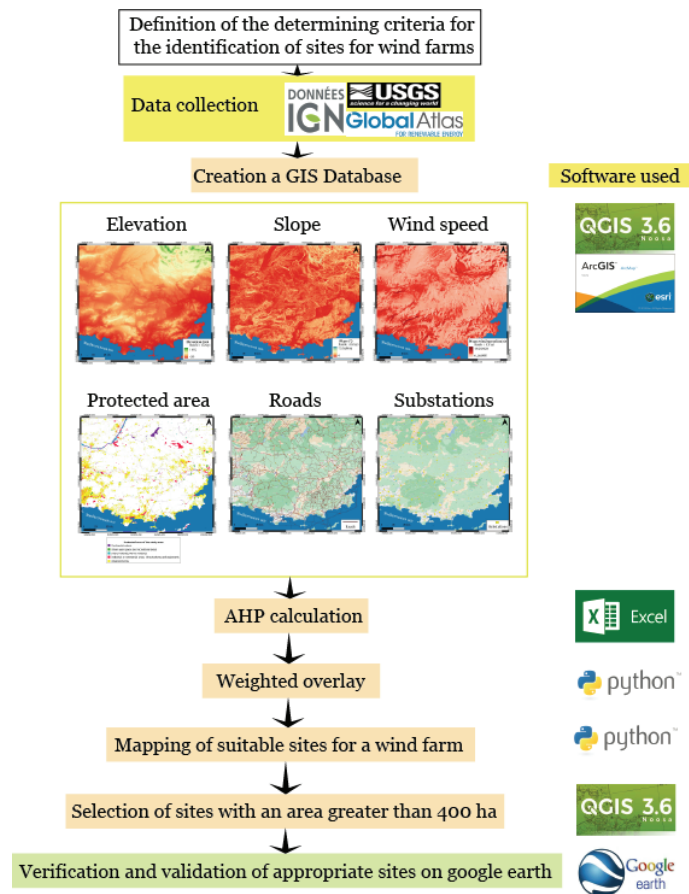 Definition of the determining criteria for
the identification of sites for wind farms
Data collection
DONNÉES
IGN
USGS
science for a changing world
Global Atlas
FOR RENEWABLE ENERGY
Creation a GIS Database
Software used
Elevation
Slope
Wind speed
QGIS 3.6
Noosa
ArcGIS
esri
Protected area
Roads
Substations
AHP calculation
Excel
Weighted overlay
python™
Mapping of suitable sites for a wind farm
python™
Selection of sites with an area greater than 400 ha
QGIS 3.6
Noosa
Verification and validation of appropriate sites on google earth
Google
earth